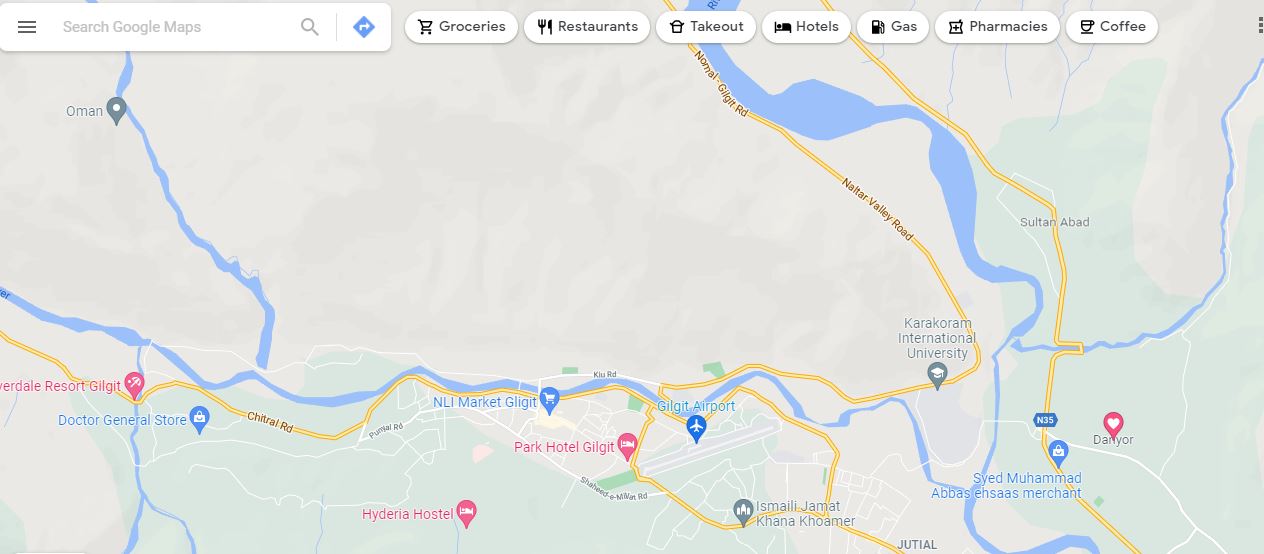 Search Google Maps
Groceries
Restaurants
Takeout
Hotels
Gas
Pharmacies
Coffee
Nomal - Gilgit Rd
Oman
Naltar Valley Road
Sultan Abad
Karakoram
International
University
Kiu Rd
verdale Resort Gilgit
NLI Market Gligit
Gilgit Airport
Doctor General Store
Chitral Rd
Punial Rd
N35
Danyor
Park Hotel Gilgit
Syed Muhammad
Abbas ehsaas merchant
Shaheed-e-Millat Rd
Hyderia Hostel
Ismaili Jamat
Khana Khoamer
JUTIAL